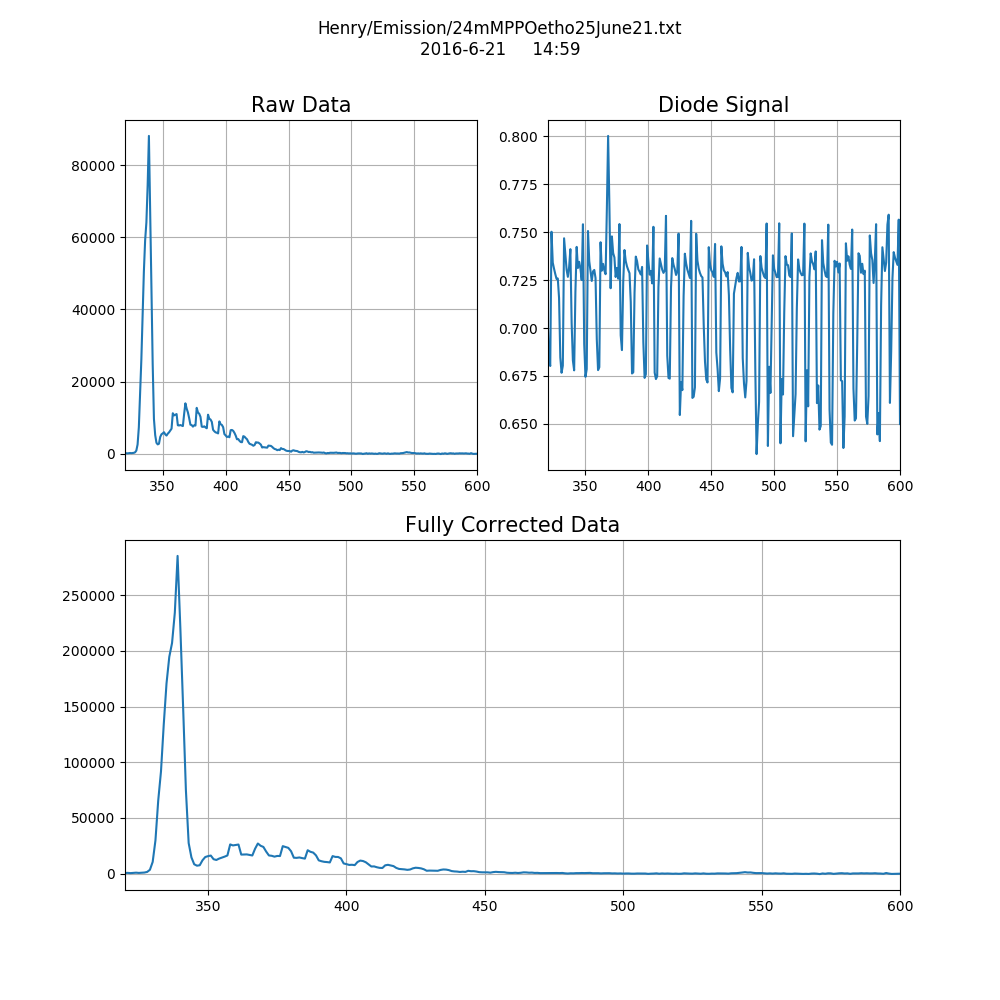 Henry/Emission/24mMPPOetho25June21.txt
2016-6-21 14:59
Raw Data
80000
60000
40000
20000
0
350 400 450 500 550 600
Diode Signal
0.800
0.775
0.750
0.725
0.700
0.675
0.650
350 400 450 500 550 600
Fully Corrected Data
250000
200000
150000
100000
50000
0
350 400 450 500 550 600